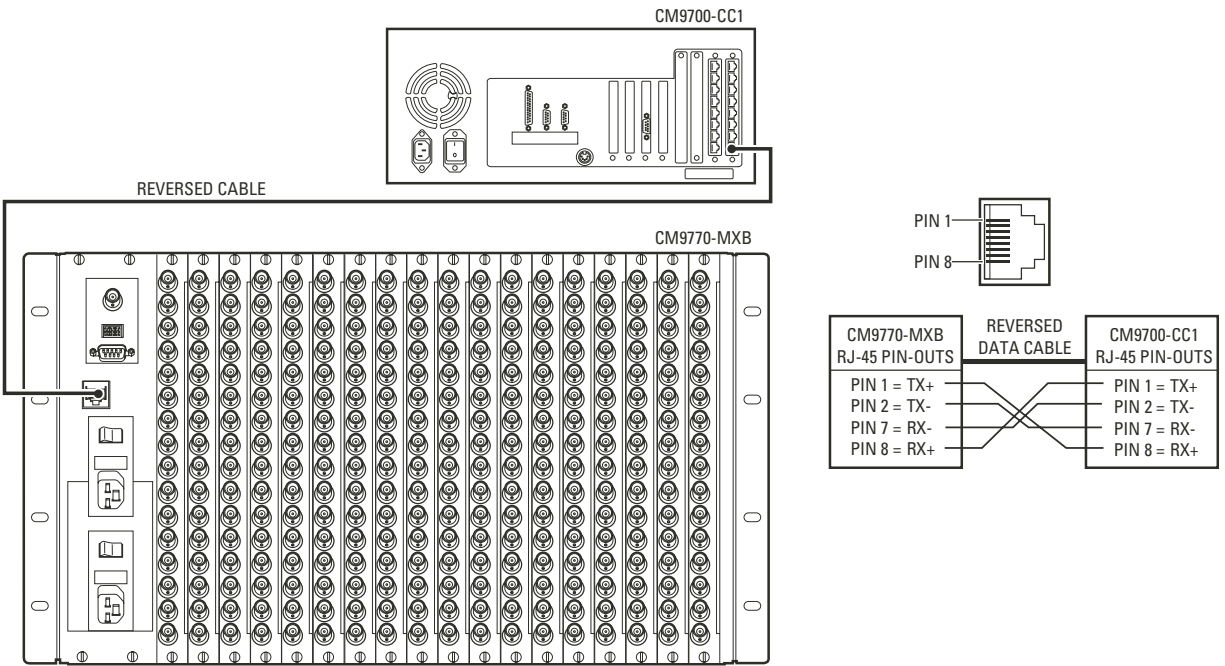 CM9700-CC1
REVERSED CABLE
CM9770-MXB
PIN 1
PIN 8
CM9770-MXB
RJ-45 PIN-OUTS
PIN 1 = TX+
PIN 2 = TX-
PIN 7 = RX-
PIN 8 = RX+
REVERSED
DATA CABLE
CM9700-CC1
RJ-45 PIN-OUTS
PIN 1 = TX+
PIN 2 = TX-
PIN 7 = RX-
PIN 8 = RX+